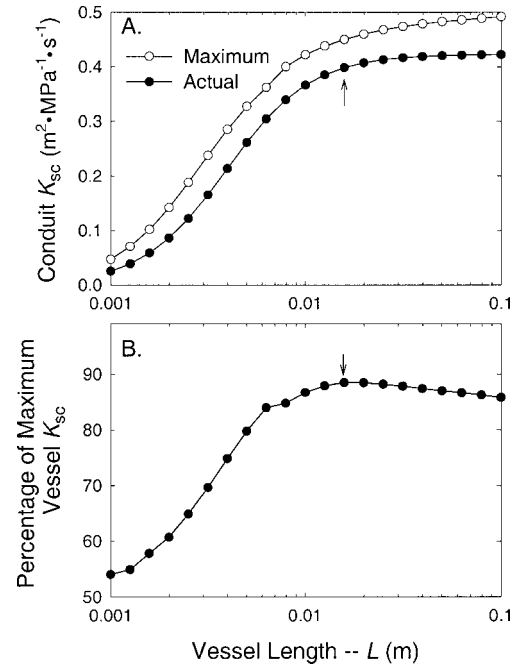 A.
Maximum
Actual
Conduit Ksc (m²•MPa⁻¹•s⁻¹)
0.5
0.4
0.3
0.2
0.1
0.0
0.001
0.01
0.1
B.
Percentage of Maximum
Vessel Ksc
90
80
70
60
50
0.001
0.01
0.1
Vessel Length -- L (m)